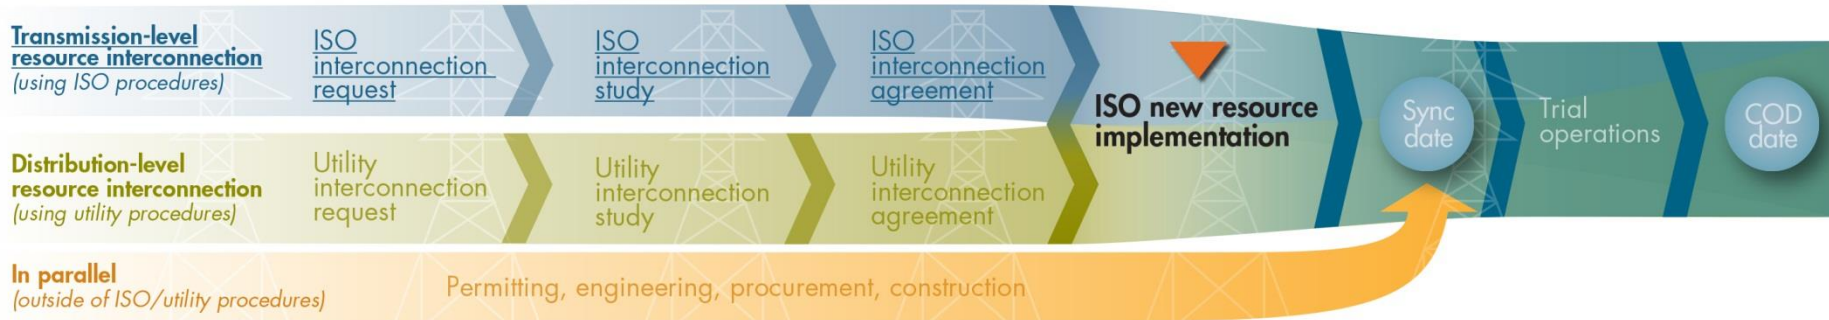 Transmission-level
resource interconnection
(using ISO procedures)
ISO
interconnection
request
ISO
interconnection
study
ISO
interconnection
agreement
ISO new resource
implementation
Sync
date
Trial
operations
COD
date
Distribution-level
resource interconnection
(using utility procedures)
Utility
interconnection
request
Utility
interconnection
study
Utility
interconnection
agreement
In parallel
(outside of ISO/utility procedures)
Permitting, engineering, procurement, construction